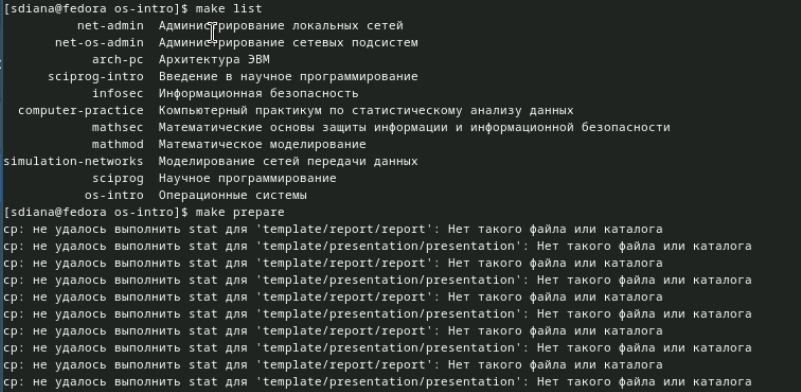 [sdiana@fedora os-intro]$ make list
net-admin Администрирование локальных сетей
net-os-admin Администрирование сетевых подсистем
arch-pc Архитектура ЭВМ
sciprog-intro Введение в научное программирование
infosec Информационная безопасность
computer-practice Компьютерный практикум по статистическому анализу данных
mathsec Математические основы защиты информации и информационной безопасности
mathmod Математическое моделирование
simulation-networks Моделирование сетей передачи данных
sciprog Научное программирование
os-intro Операционные системы
[sdiana@fedora os-intro]$ make prepare
cp: не удалось выполнить stat для 'template/report/report': Нет такого файла или каталога
cp: не удалось выполнить stat для 'template/presentation/presentation': Нет такого файла или каталога
cp: не удалось выполнить stat для 'template/report/report': Нет такого файла или каталога
cp: не удалось выполнить stat для 'template/presentation/presentation': Нет такого файла или каталога
cp: не удалось выполнить stat для 'template/report/report': Нет такого файла или каталога
cp: не удалось выполнить stat для 'template/presentation/presentation': Нет такого файла или каталога
cp: не удалось выполнить stat для 'template/report/report': Нет такого файла или каталога
cp: не удалось выполнить stat для 'template/presentation/presentation': Нет такого файла или каталога
cp: не удалось выполнить stat для 'template/report/report': Нет такого файла или каталога
cp: не удалось выполнить stat для 'template/presentation/presentation': Нет такого файла или каталога